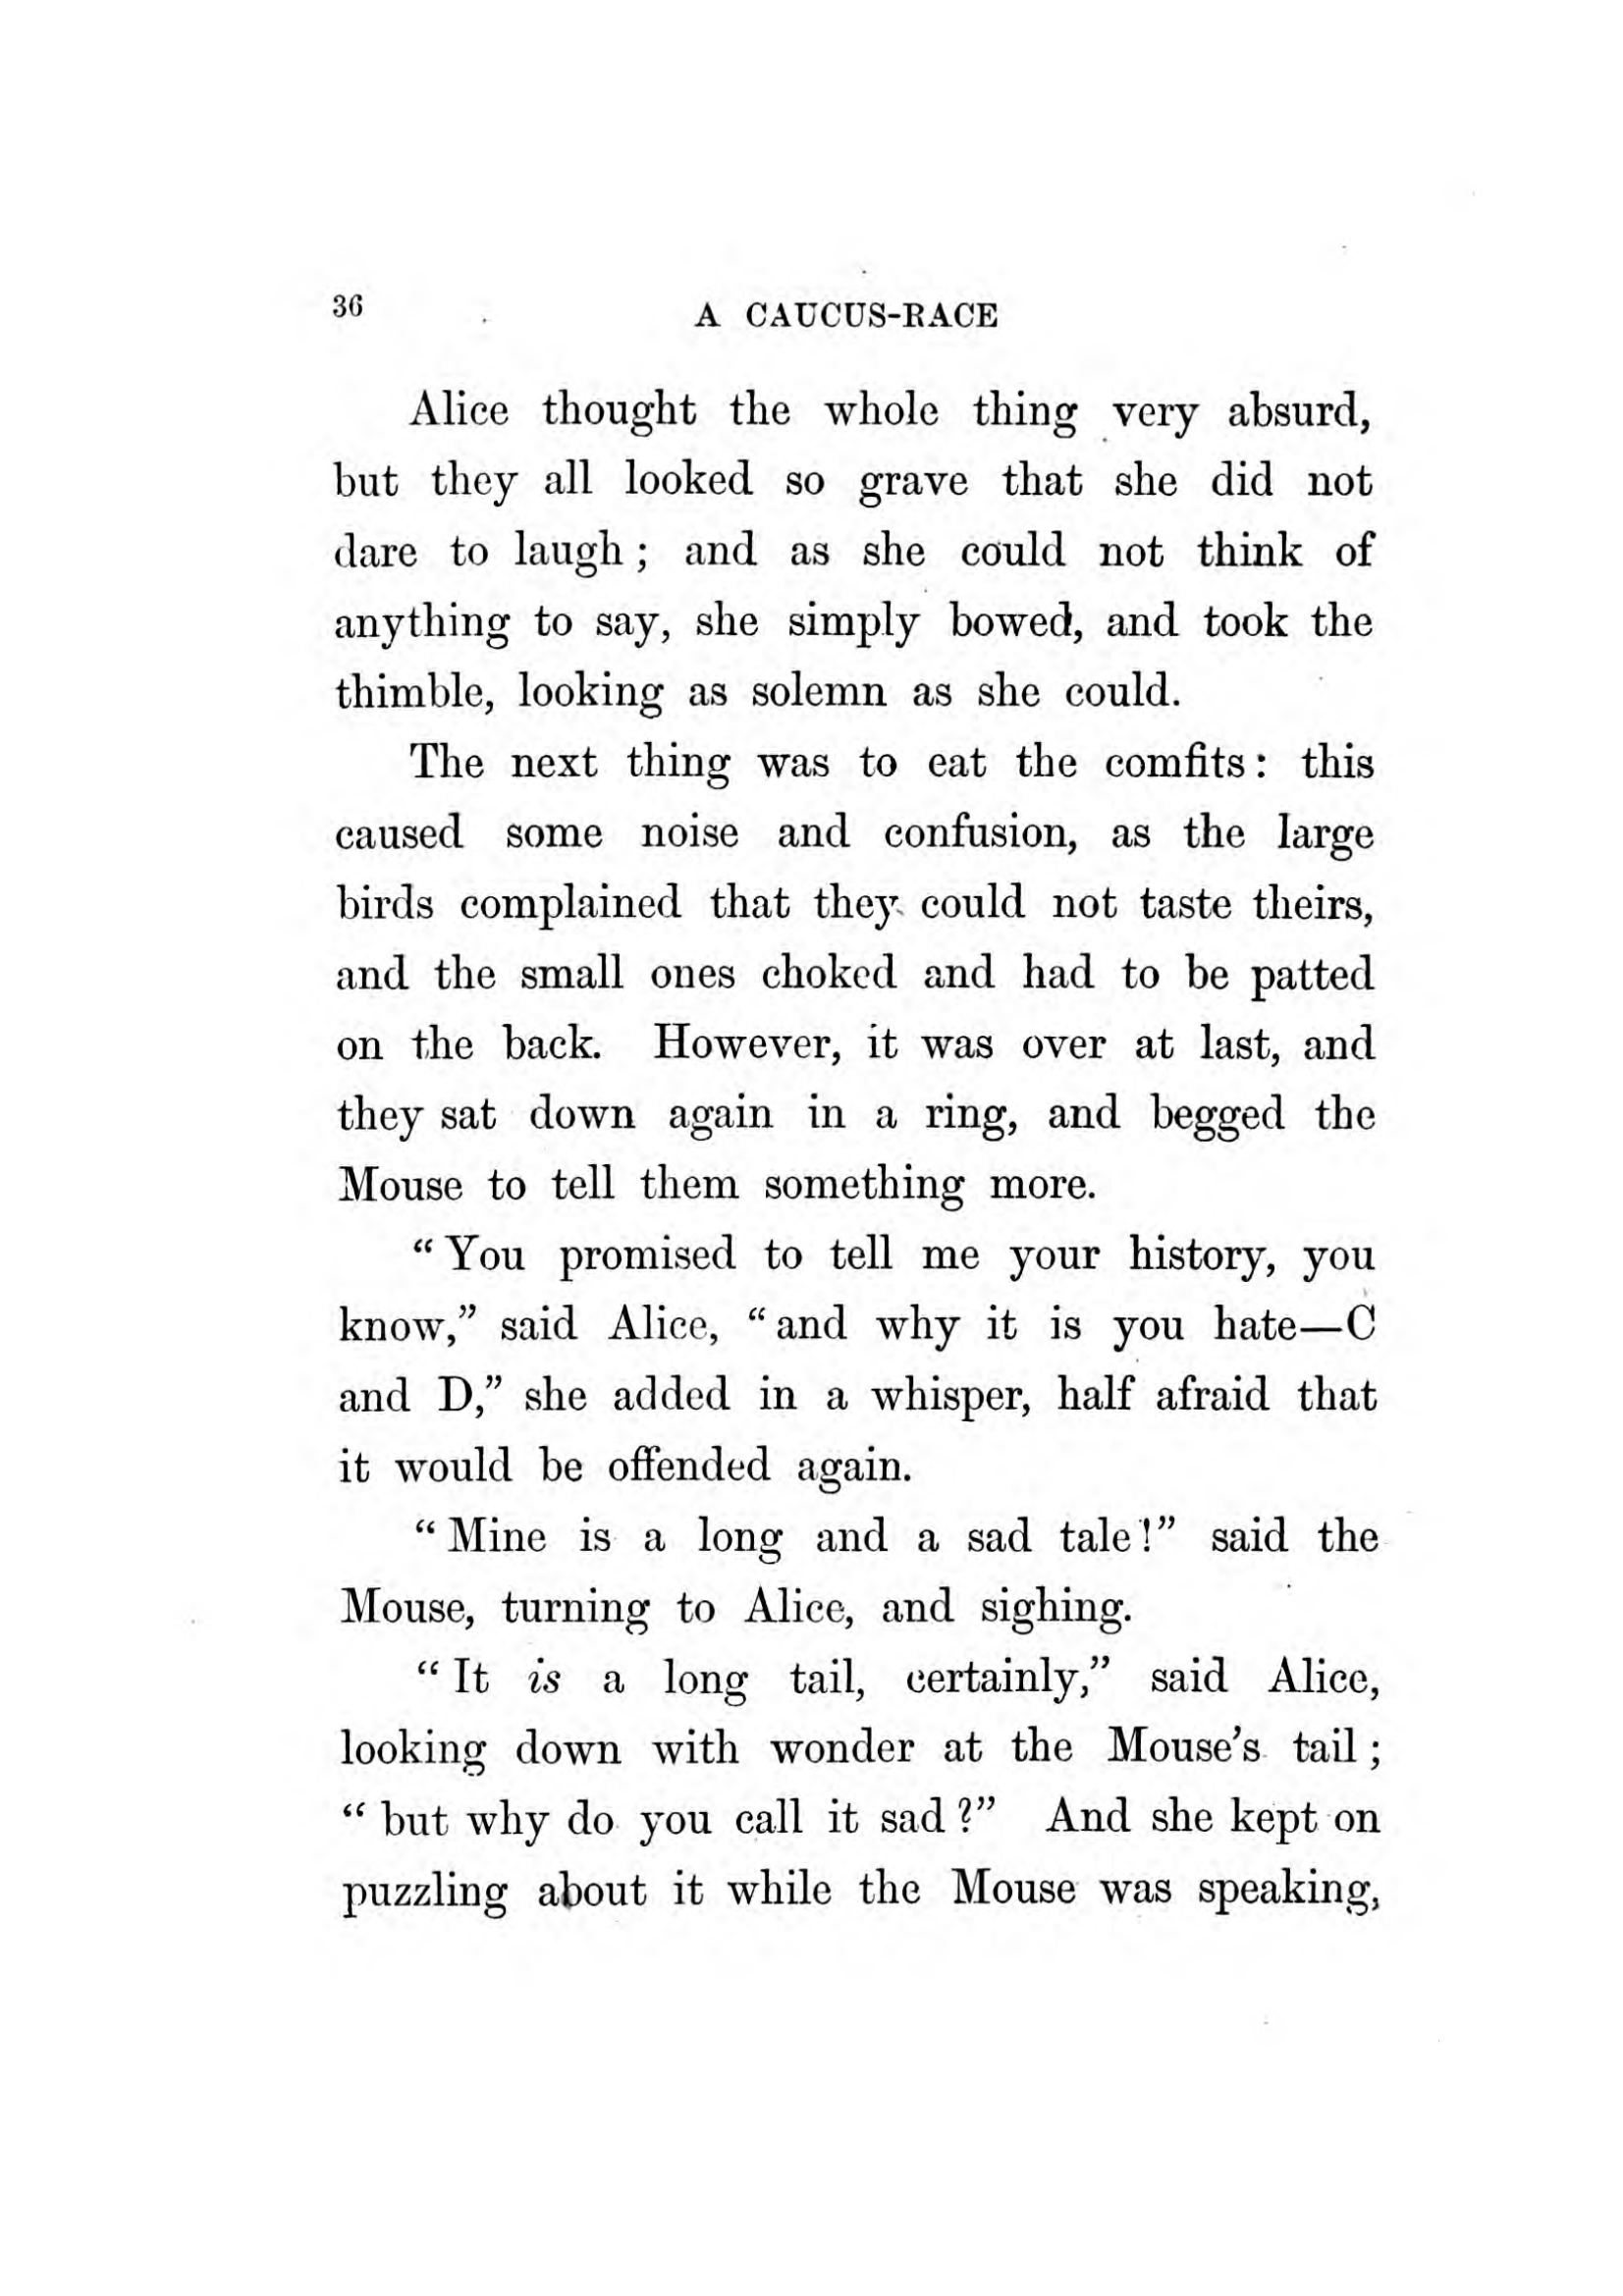 36
A CAUCUS-RACE
Alice thought the whole thing very absurd,
but they all looked so grave that she did not
dare to laugh ; and as she could not think of
anything to say, she simply bowed, and took the
thimble, looking as solemn as she could.
The next thing was to eat the comfits : this
caused some noise and confusion, as the large
birds complained that they could not taste theirs,
and the small ones choked and had to be patted
on the back. However, it was over at last, and
they sat down again in a ring, and begged the
Mouse to tell them something more.
“ You promised to tell me your history, you
know,” said Alice, “ and why it is you hate—C
and D,” she added in a whisper, half afraid that
it would be offended again.
“ Mine is a long and a sad tale !” said the
Mouse, turning to Alice, and sighing.
“ It is a long tail, certainly,” said Alice,
looking down with wonder at the Mouse’s tail ;
“ but why do you call it sad ?” And she kept on
puzzling about it while the Mouse was speaking,